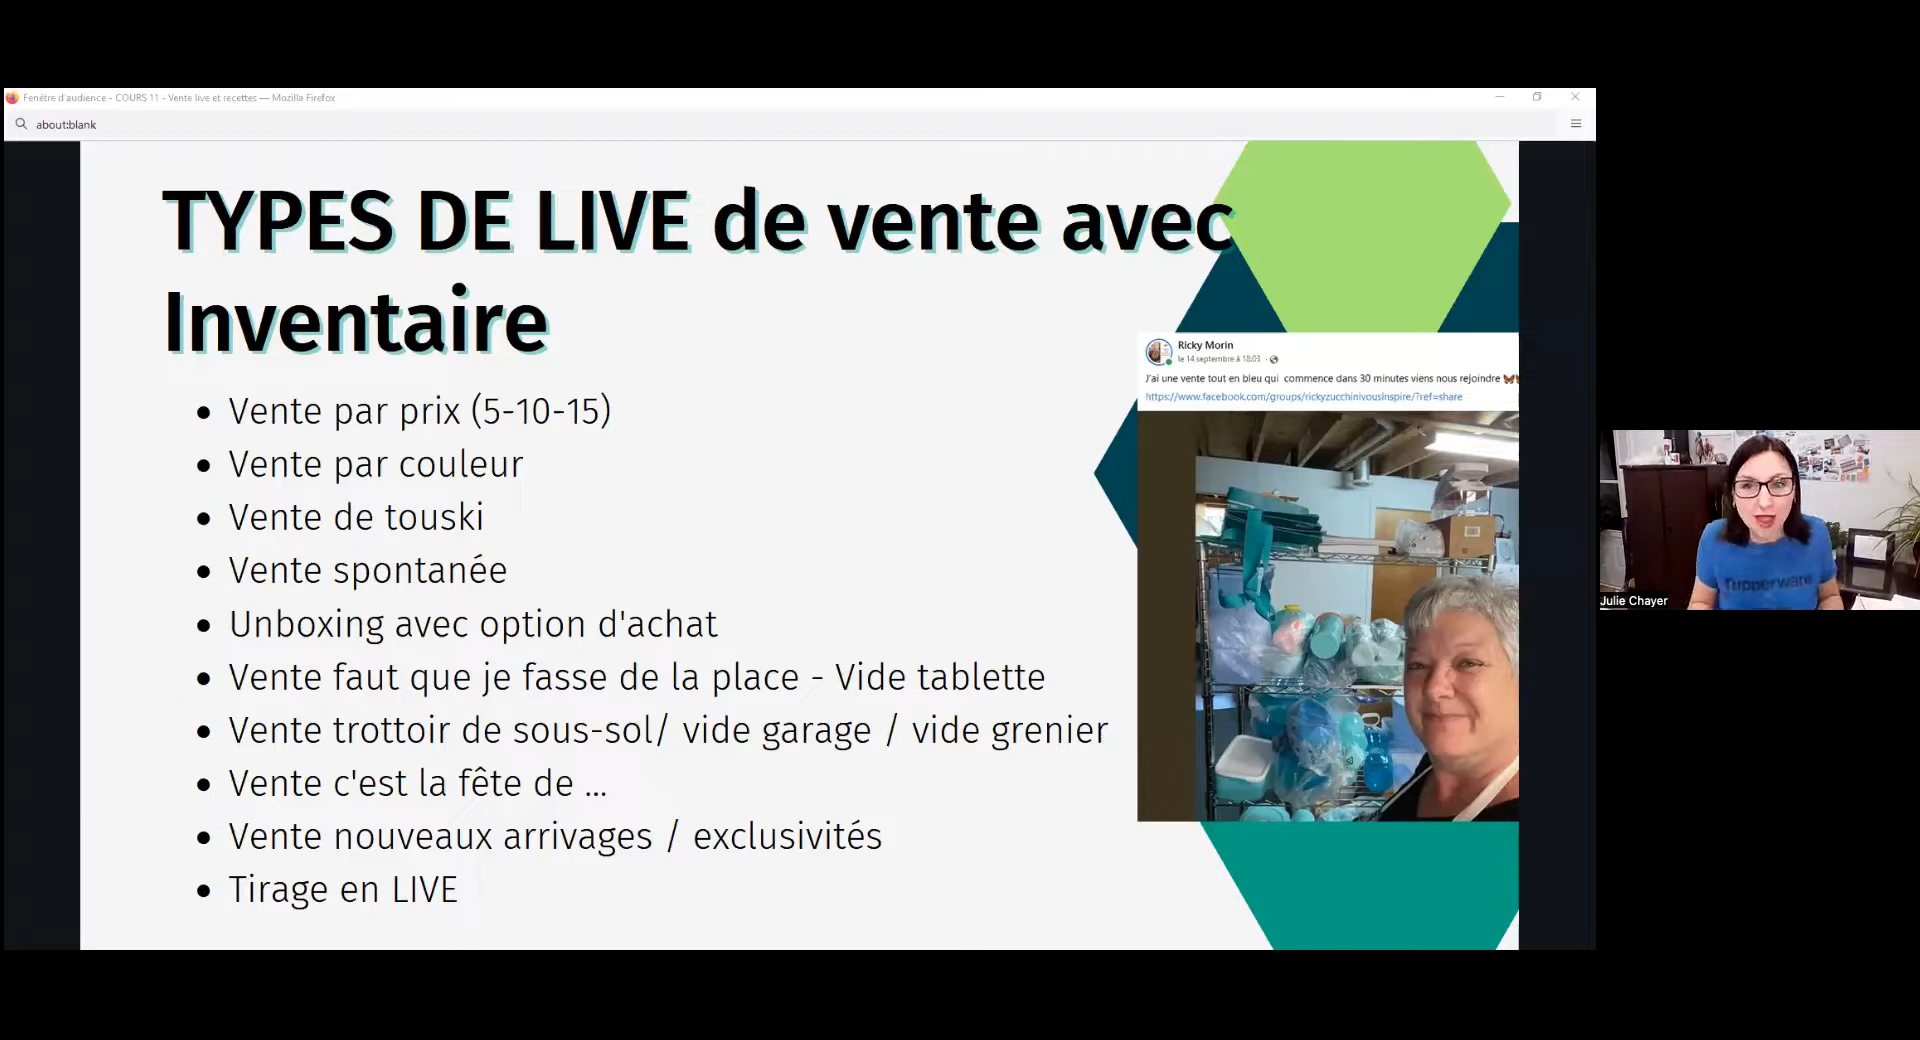 Fenêtre d'audience - COURS 11 - Vente live et recettes — Mozilla Firefox
about:blank
TYPES DE LIVE de vente avec
Inventaire
• Vente par prix (5-10-15)
• Vente par couleur
• Vente de touski
• Vente spontanée
• Unboxing avec option d'achat
• Vente faut que je fasse de la place - Vide tablette
• Vente trottoir de sous-sol/ vide garage / vide grenier
• Vente c'est la fête de ...
• Vente nouveaux arrivages / exclusivités
• Tirage en LIVE
Ricky Morin
le 14 septembre à 18:03 ·
J'ai une vente tout en bleu qui commence dans 30 minutes viens nous rejoindre
https://www.facebook.com/groups/rickyzucchinivousinspire/?ref=share
Tupperware
Julie Chayer